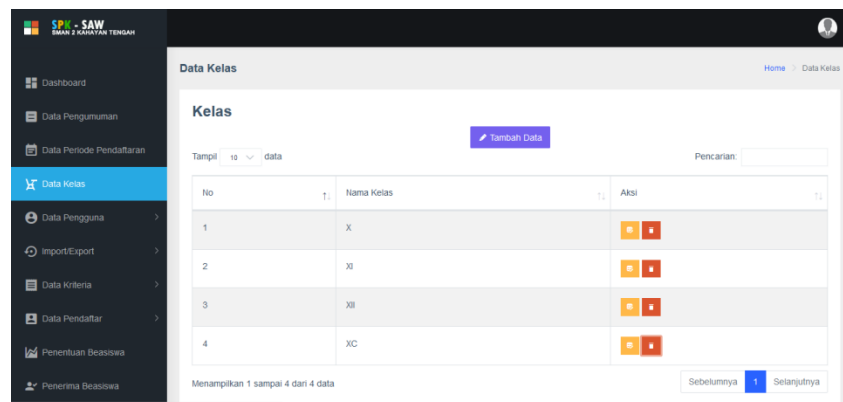 SPK - SAW
SMAN 2 KAHAYAN TENGAH
Dashboard
Data Pengumuman
Data Periode Pendaftaran
Data Kelas
Data Pengguna
Import/Export
Data Kriteria
Data Pendaftar
Penentuan Beasiswa
Penerima Beasiswa
Data Kelas
Home > Data Kelas
Kelas
Tambah Data
Tampil 10 data
Pencarian:
No Nama Kelas Aksi
1 X
2 XI
3 XII
4 XC
Menampilkan 1 sampai 4 dari 4 data
Sebelumnya 1 Selanjutnya